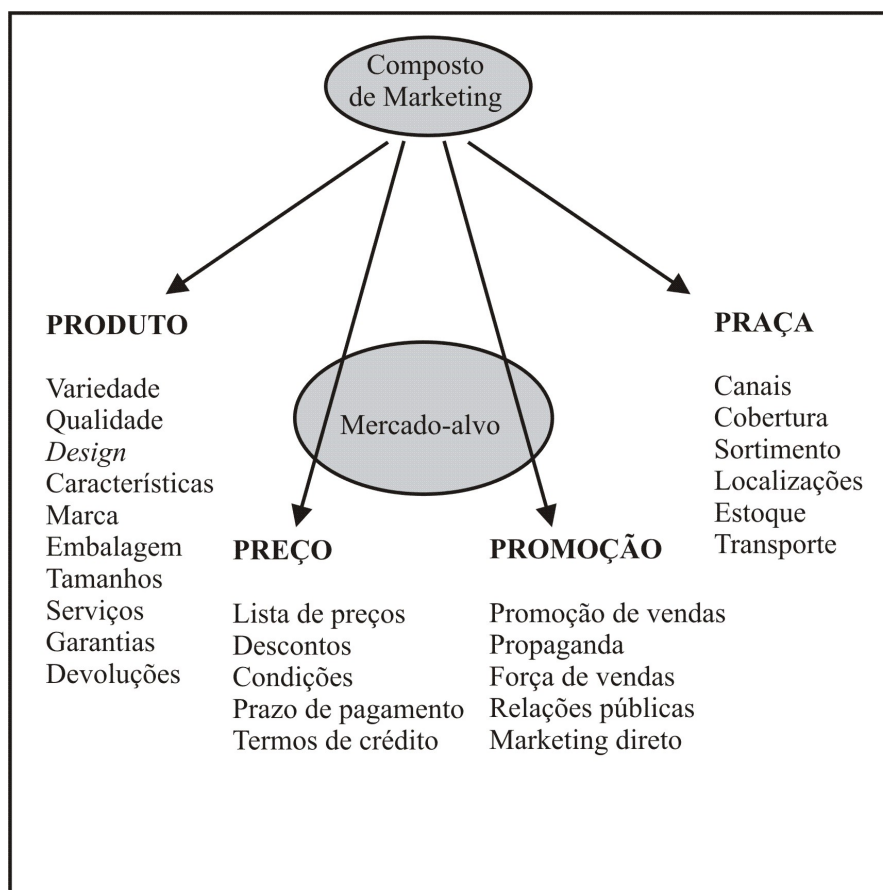 Composto
de Marketing
PRODUTO
Variedade
Qualidade
Design
Características
Marca
Embalagem
Tamanhos
Serviços
Garantias
Devoluções
Mercado-alvo
PREÇO
Lista de preços
Descontos
Condições
Prazo de pagamento
Termos de crédito
PROMOÇÃO
Promoção de vendas
Propaganda
Força de vendas
Relações públicas
Marketing direto
PRAÇA
Canais
Cobertura
Sortimento
Localizações
Estoque
Transporte